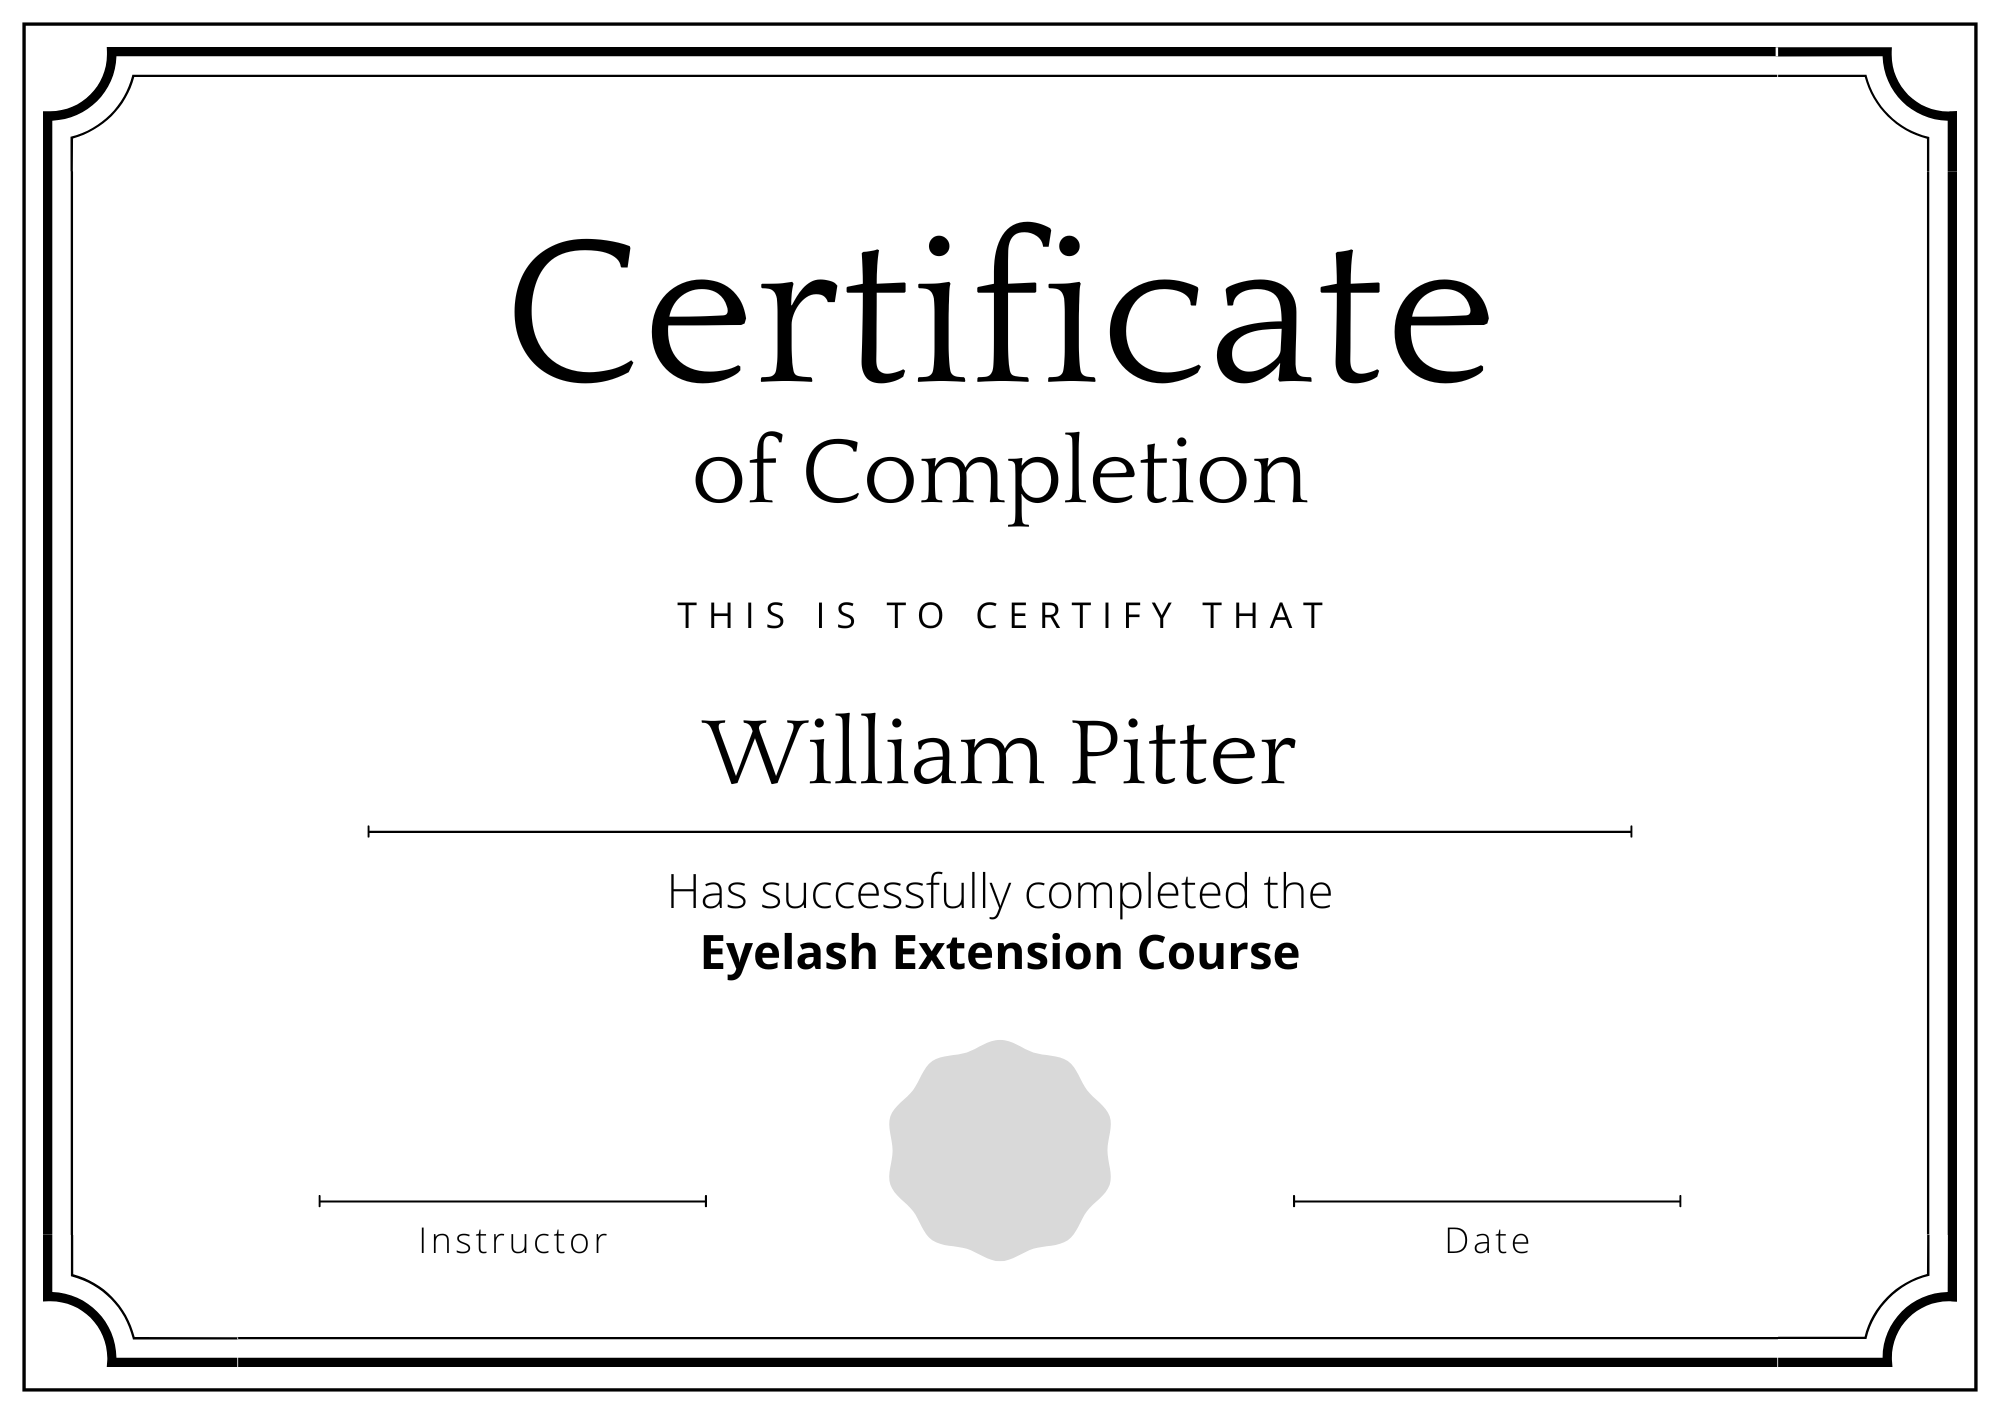 Certificate
of Completion
THIS IS TO CERTIFY THAT
William Pitter
Has successfully completed the
Eyelash Extension Course
Instructor
Date